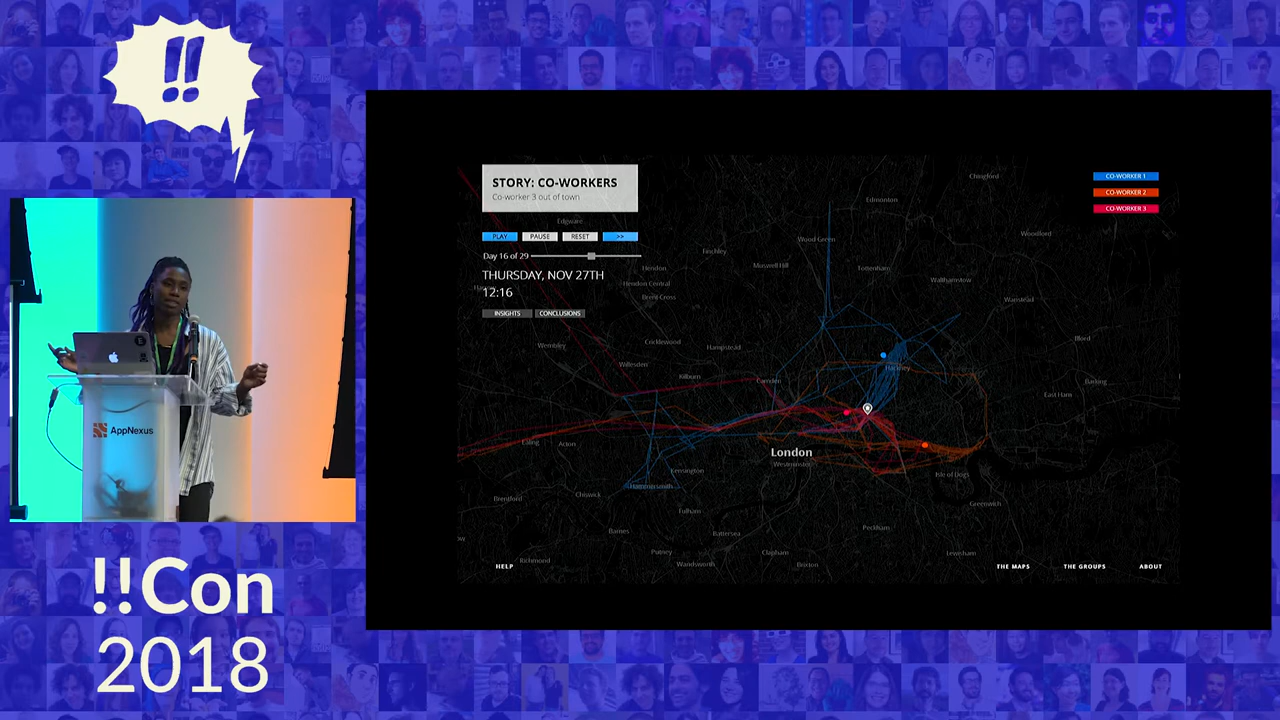 !!
STORY: CO-WORKERS
Co-worker 3 out of town
PLAY
PAUSE
RESET
>>
Day 16 of 29
THURSDAY, NOV 27TH
12:16
INSIGHTS
CONCLUSIONS
CO-WORKER 1
CO-WORKER 2
CO-WORKER 3
Chingford
Edmonton
Edgware
Woodford
Wood Green
Finchley
Maswell Hill
Tottenham
Hendon
Hendon Central
Walthamstow
Brent Cross
Wanstead
Cricklewood
Hampstead
Wembley
Ilford
Willesden
Kilburn
Camden
Hackney
Barking
East Ham
Ealing
Acton
London
Westminster
Kensington
Isle of Dogs
Hammersmith
Chiswick
Brentford
Fulham
Greenwich
Barnes
Battersea
Peckham
Putney
Clapham
Lewisham
Richmond
Wandsworth
Brixton
HELP
THE MAPS
THE GROUPS
ABOUT
AppNexus
!!Con
2018